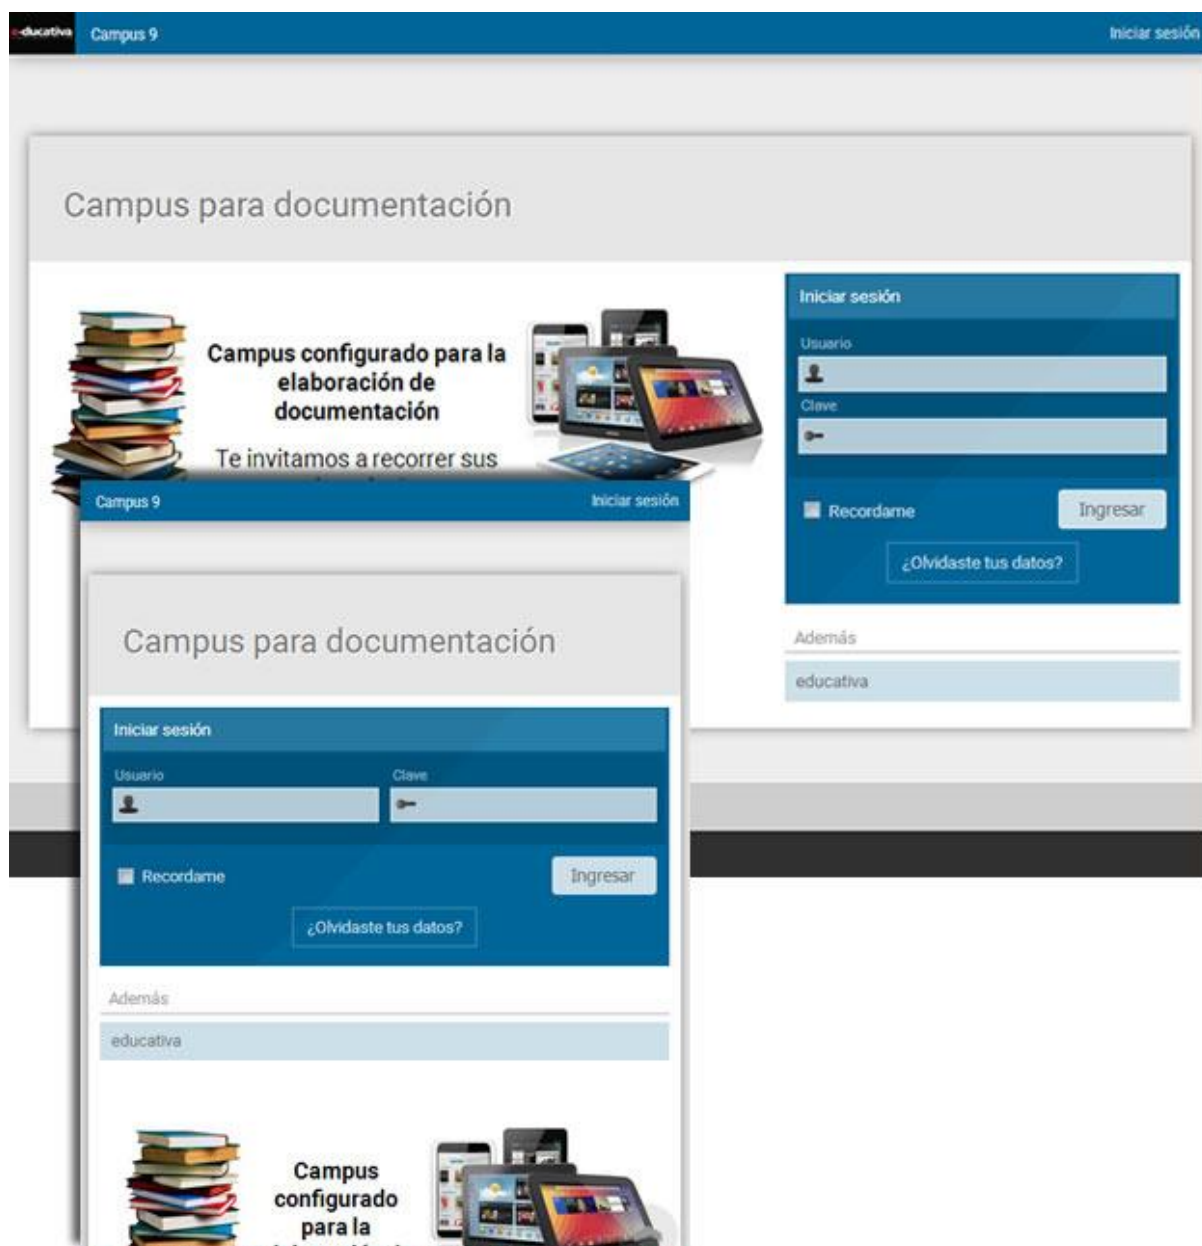 e-ducativa Campus 9 Iniciar sesión
Campus para documentación
Campus configurado para la
elaboración de
documentación
Te invitamos a recorrer sus
Iniciar sesión
Usuario
Clave
Recordame Ingresar
¿Olvidaste tus datos?
Además
educativa
Campus 9 Iniciar sesión
Campus para documentación
Iniciar sesión
Usuario Clave
Recordame Ingresar
¿Olvidaste tus datos?
Además
educativa
Campus
configurado
para la